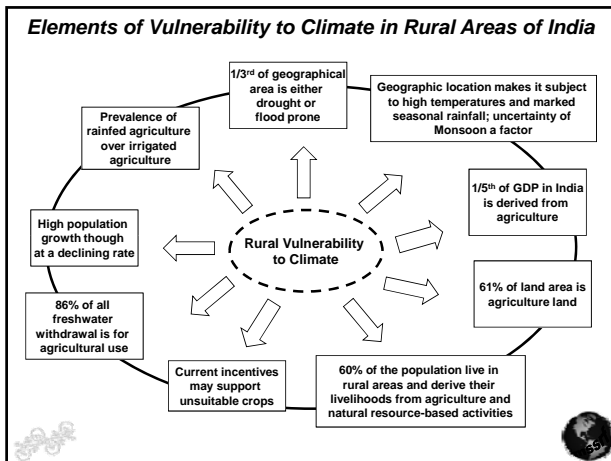 Elements of Vulnerability to Climate in Rural Areas of India
1/3rd of geographical
area is either
drought or
flood prone
Geographic location makes it subject
to high temperatures and marked
seasonal rainfall; uncertainty of
Monsoon a factor
Prevalence of
rainfed agriculture
over irrigated
agriculture
1/5th of GDP in India
is derived from
agriculture
High population
growth though
at a declining rate
Rural Vulnerability
to Climate
61% of land area is
agriculture land
86% of all
freshwater
withdrawal is for
agricultural use
Current incentives
may support
unsuitable crops
60% of the population live in
rural areas and derive their
livelihoods from agriculture and
natural resource-based activities